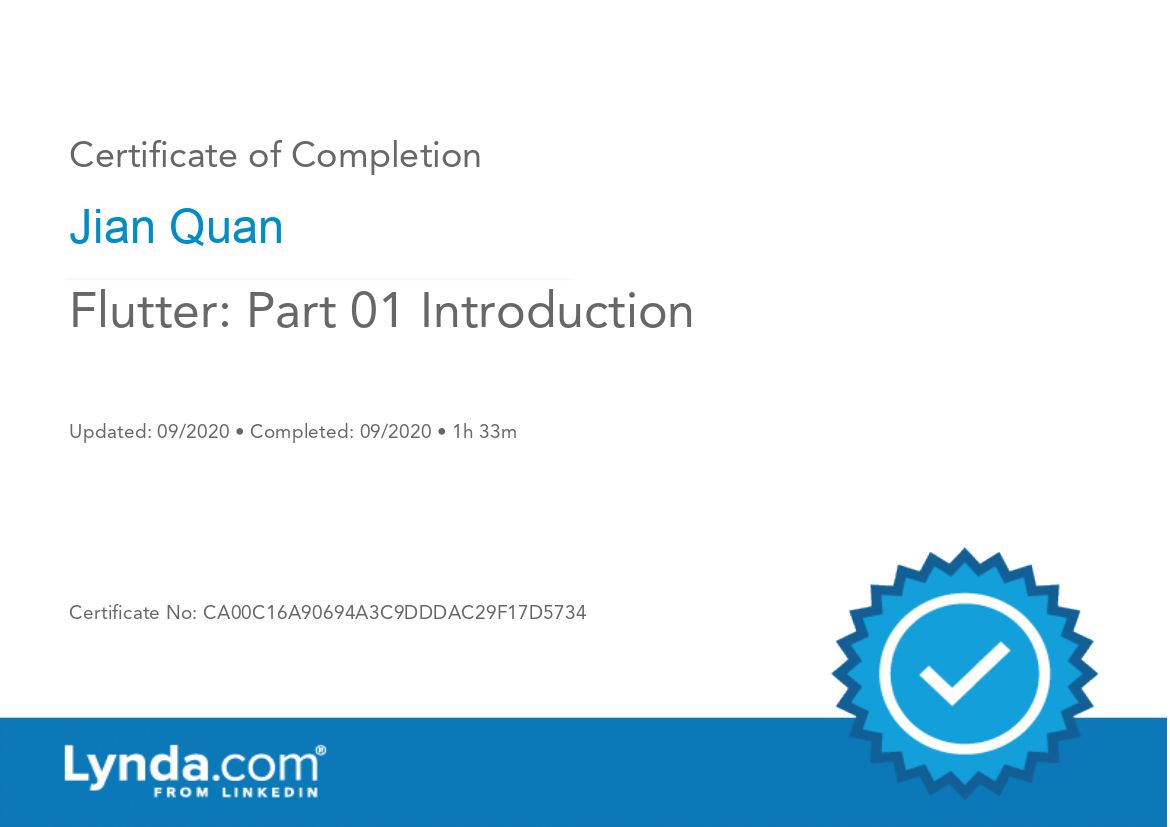 Certificate of Completion
Jian Quan
Flutter: Part 01 Introduction
Updated: 09/2020 • Completed: 09/2020 • 1h 33m
Certificate No: CA00C16A90694A3C9DDDAC29F17D5734
Lynda.com®
FROM LINKEDIN